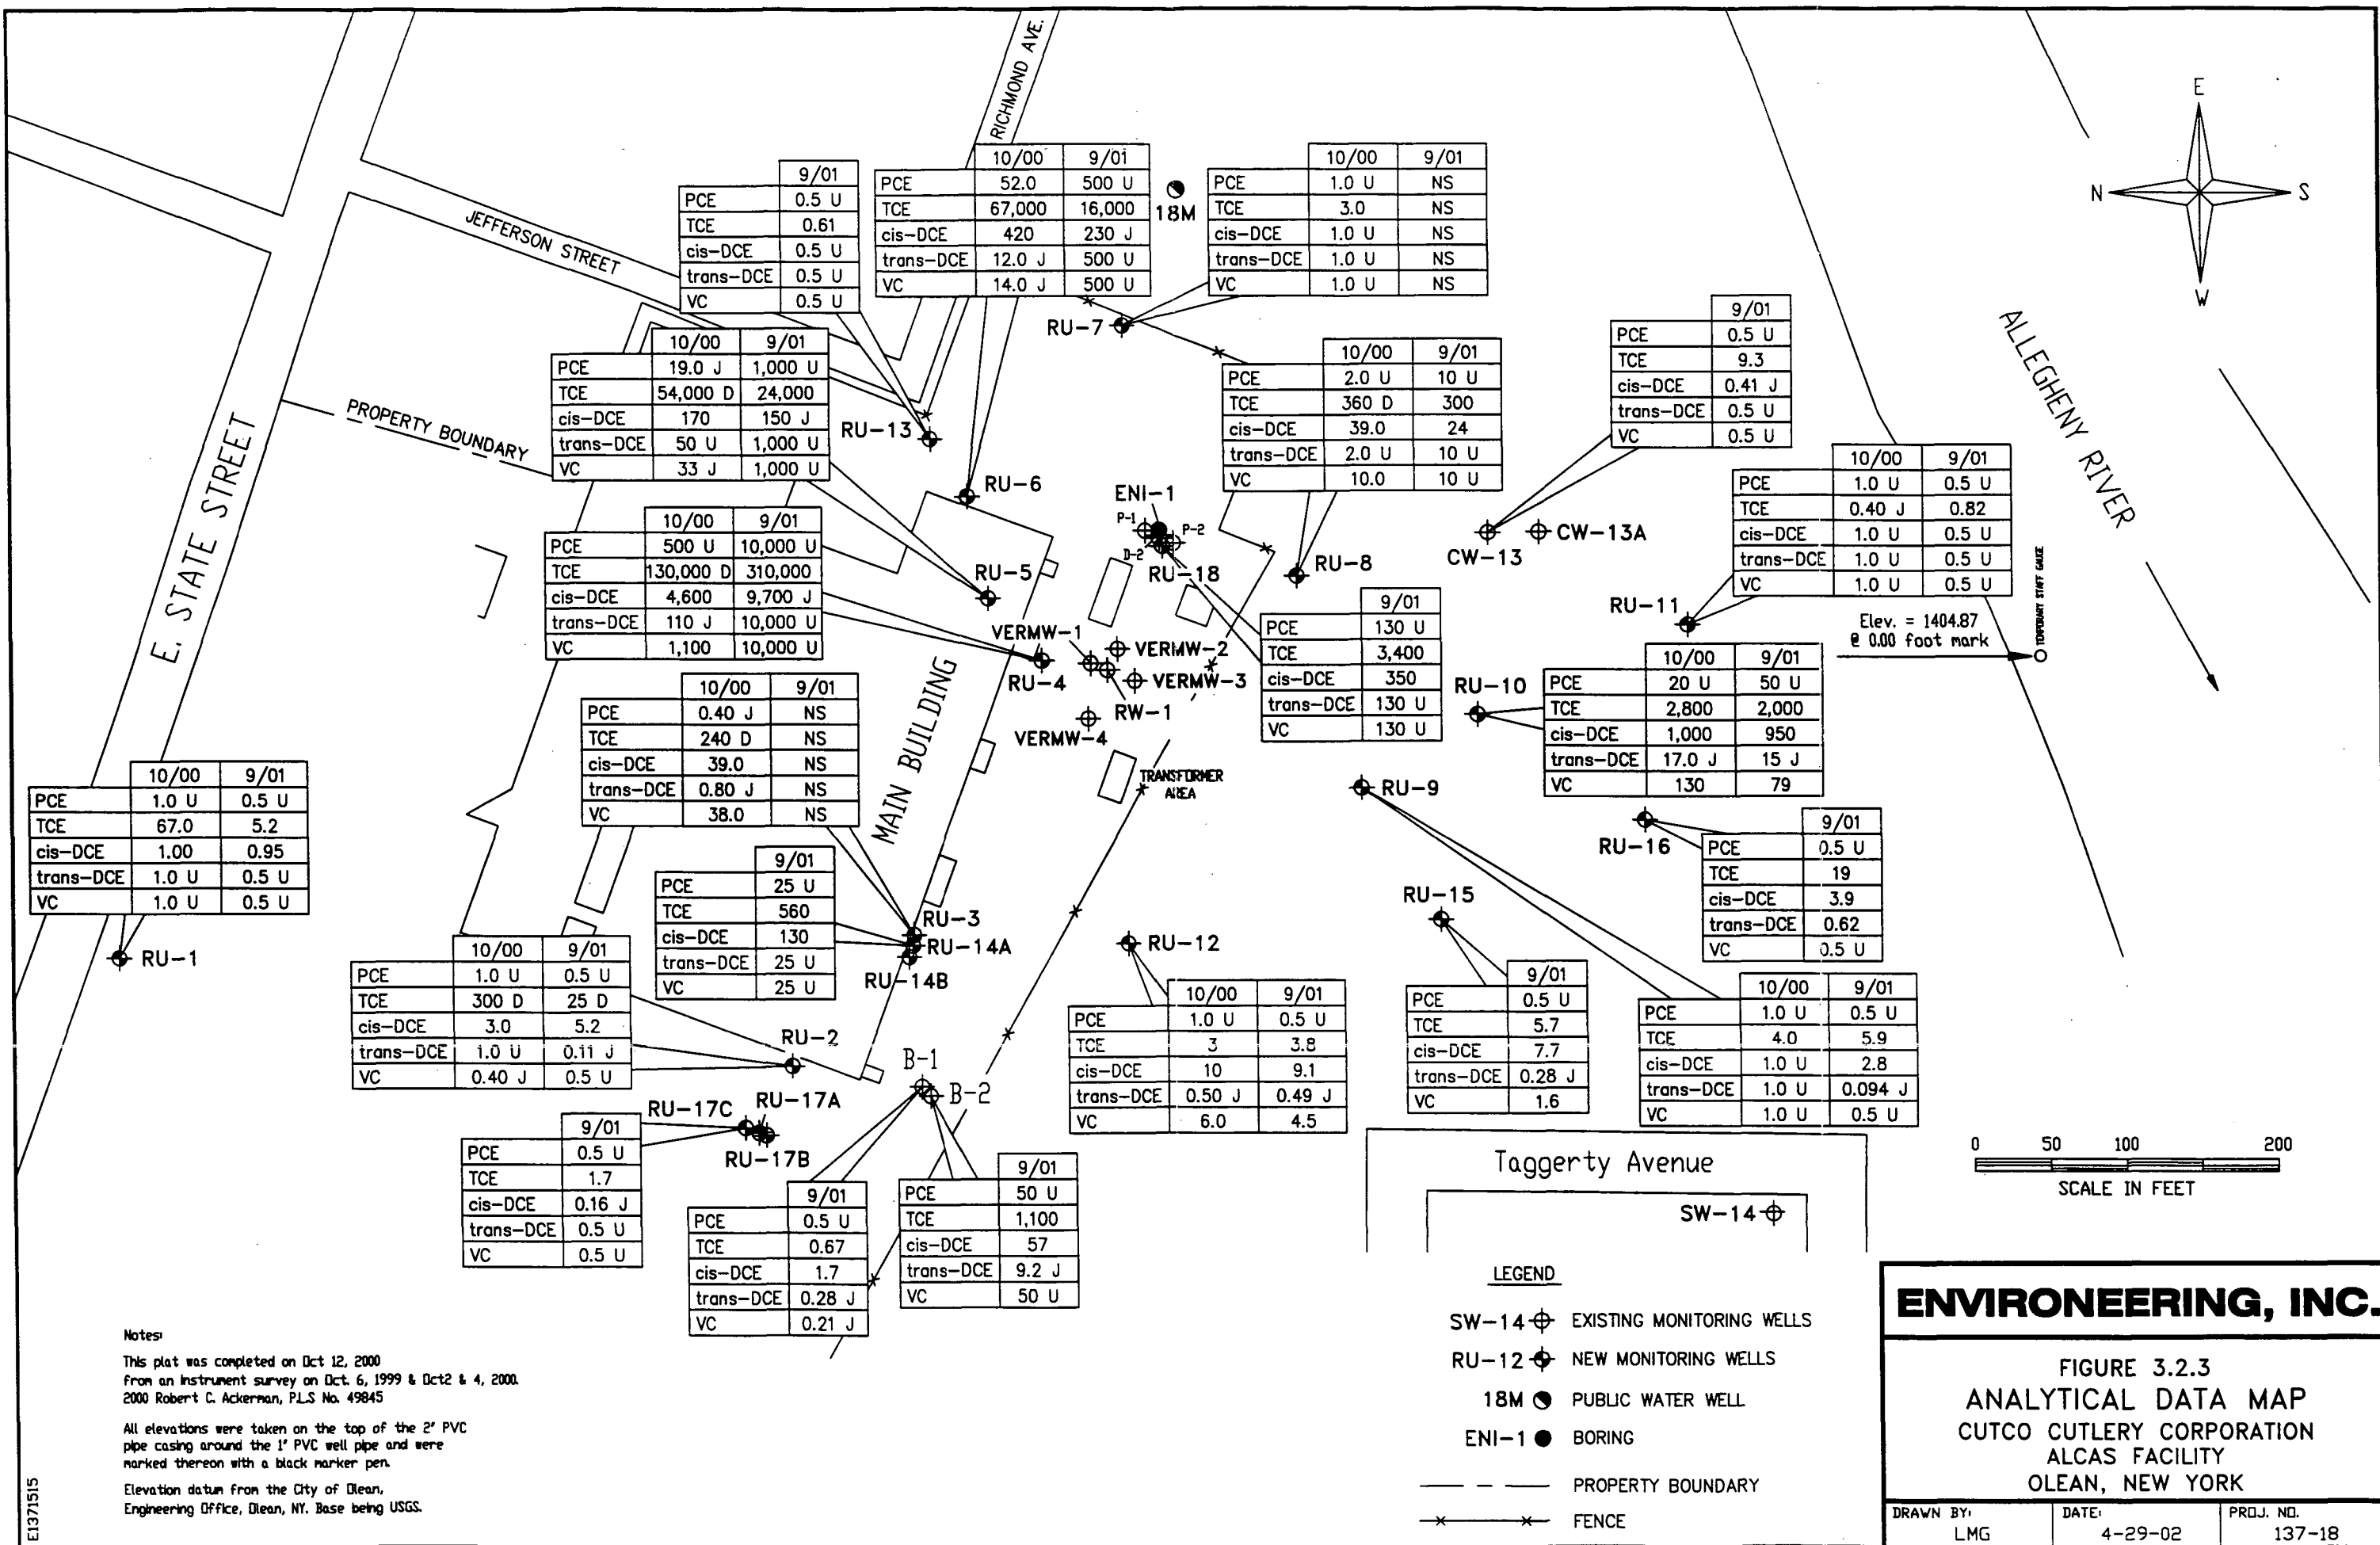 RICHMOND AVE.
JEFFERSON STREET
E. STATE STREET
PROPERTY BOUNDARY
MAIN BUILDING
ALLEGHENY RIVER
E
N S
W
9/01
PCE 0.5 U
TCE 0.61
cis-DCE 0.5 U
trans-DCE 0.5 U
VC 0.5 U
RU-13
10/00 9/01
PCE 52.0 500 U
TCE 67,000 16,000
cis-DCE 420 230 J
trans-DCE 12.0 J 500 U
VC 14.0 J 500 U
RU-6
18M
10/00 9/01
PCE 1.0 U NS
TCE 3.0 NS
cis-DCE 1.0 U NS
trans-DCE 1.0 U NS
VC 1.0 U NS
RU-7
10/00 9/01
PCE 19.0 J 1,000 U
TCE 54,000 D 24,000
cis-DCE 170 150 J
trans-DCE 50 U 1,000 U
VC 33 J 1,000 U
RU-5
10/00 9/01
PCE 2.0 U 10 U
TCE 360 D 300
cis-DCE 39.0 24
trans-DCE 2.0 U 10 U
VC 10.0 10 U
RU-8
9/01
PCE 0.5 U
TCE 9.3
cis-DCE 0.41 J
trans-DCE 0.5 U
VC 0.5 U
CW-13
CW-13A
10/00 9/01
PCE 1.0 U 0.5 U
TCE 0.40 J 0.82
cis-DCE 1.0 U 0.5 U
trans-DCE 1.0 U 0.5 U
VC 1.0 U 0.5 U
RU-11
Elev. = 1404.87
@ 0.00 foot mark
TEMPORARY STAFF GAUGE
ENI-1
P-1
P-2
D-2
RU-18
10/00 9/01
PCE 500 U 10,000 U
TCE 130,000 D 310,000
cis-DCE 4,600 9,700 J
trans-DCE 110 J 10,000 U
VC 1,100 10,000 U
RU-4
VERMW-1
VERMW-2
VERMW-3
RW-1
VERMW-4
TRANSFORMER
AREA
9/01
PCE 130 U
TCE 3,400
cis-DCE 350
trans-DCE 130 U
VC 130 U
RU-10
10/00 9/01
PCE 20 U 50 U
TCE 2,800 2,000
cis-DCE 1,000 950
trans-DCE 17.0 J 15 J
VC 130 79
10/00 9/01
PCE 0.40 J NS
TCE 240 D NS
cis-DCE 39.0 NS
trans-DCE 0.80 J NS
VC 38.0 NS
RU-3
RU-14A
RU-14B
10/00 9/01
PCE 1.0 U 0.5 U
TCE 67.0 5.2
cis-DCE 1.00 0.95
trans-DCE 1.0 U 0.5 U
VC 1.0 U 0.5 U
RU-1
9/01
PCE 25 U
TCE 560
cis-DCE 130
trans-DCE 25 U
VC 25 U
RU-9
RU-16
9/01
PCE 0.5 U
TCE 19
cis-DCE 3.9
trans-DCE 0.62
VC 0.5 U
10/00 9/01
PCE 1.0 U 0.5 U
TCE 300 D 25 D
cis-DCE 3.0 5.2
trans-DCE 1.0 U 0.11 J
VC 0.40 J 0.5 U
RU-2
RU-12
10/00 9/01
PCE 1.0 U 0.5 U
TCE 3 3.8
cis-DCE 10 9.1
trans-DCE 0.50 J 0.49 J
VC 6.0 4.5
RU-15
9/01
PCE 0.5 U
TCE 5.7
cis-DCE 7.7
trans-DCE 0.28 J
VC 1.6
10/00 9/01
PCE 1.0 U 0.5 U
TCE 4.0 5.9
cis-DCE 1.0 U 2.8
trans-DCE 1.0 U 0.094 J
VC 1.0 U 0.5 U
B-1
B-2
RU-17C
RU-17A
RU-17B
9/01
PCE 0.5 U
TCE 1.7
cis-DCE 0.16 J
trans-DCE 0.5 U
VC 0.5 U
9/01
PCE 0.5 U
TCE 0.67
cis-DCE 1.7
trans-DCE 0.28 J
VC 0.21 J
9/01
PCE 50 U
TCE 1,100
cis-DCE 57
trans-DCE 9.2 J
VC 50 U
Taggerty Avenue
SW-14
0 50 100 200
SCALE IN FEET
LEGEND
SW-14 EXISTING MONITORING WELLS
RU-12 NEW MONITORING WELLS
18M PUBLIC WATER WELL
ENI-1 BORING
PROPERTY BOUNDARY
FENCE
Notes:
This plat was completed on Oct 12, 2000
from an instrument survey on Oct. 6, 1999 & Oct2 & 4, 2000.
2000 Robert C. Ackerman, P.L.S No. 49845
All elevations were taken on the top of the 2" PVC
pipe casing around the 1" PVC well pipe and were
marked thereon with a black marker pen.
Elevation datum from the City of Olean,
Engineering Office, Olean, NY. Base being USGS.
E1371515
ENVIRONEERING, INC.
FIGURE 3.2.3
ANALYTICAL DATA MAP
CUTCO CUTLERY CORPORATION
ALCAS FACILITY
OLEAN, NEW YORK
DRAWN BY: DATE: PROJ. NO.
LMG 4-29-02 137-18